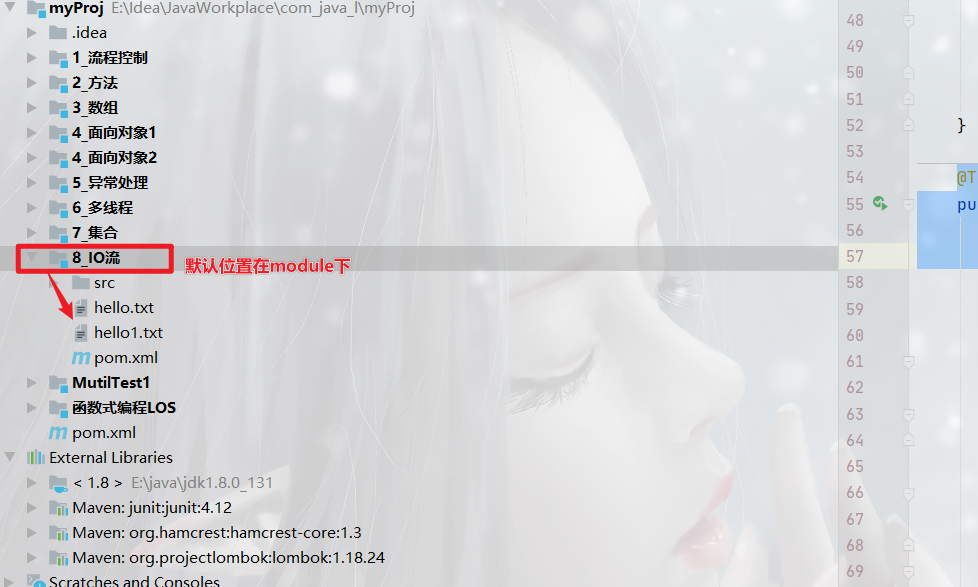 myProj E:\Idea\JavaWorkplace\com_java_l\myProj
.idea
1_流程控制
2_方法
3_数组
4_面向对象1
4_面向对象2
5_异常处理
6_多线程
7_集合
8_IO流
默认位置在module下
src
hello.txt
hello1.txt
pom.xml
MutilTest1
函数式编程LOS
pom.xml
External Libraries
< 1.8 > E:\java\jdk1.8.0_131
Maven: junit:junit:4.12
Maven: org.hamcrest:hamcrest-core:1.3
Maven: org.projectlombok:lombok:1.18.24
Scratches and Consoles
48
49
50
51
52 }
53
54 @T
55 pu
56
57
58
59
60
61
62
63
64
65
66
67
68
69